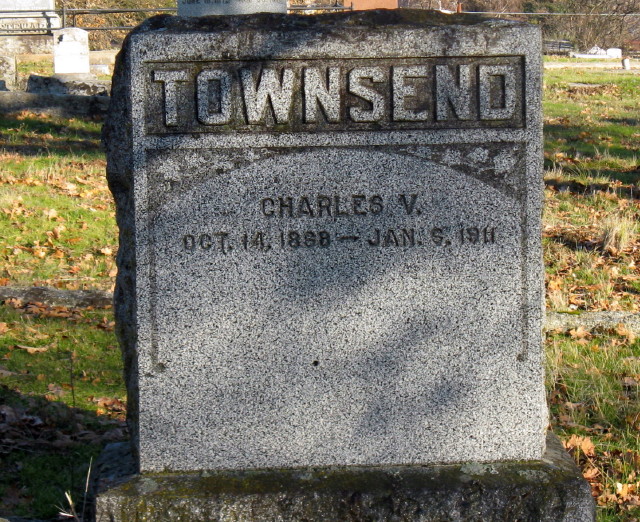 TOWNSEND
CHARLES V.
OCT. 14, 1868 — JAN. 5, 1911